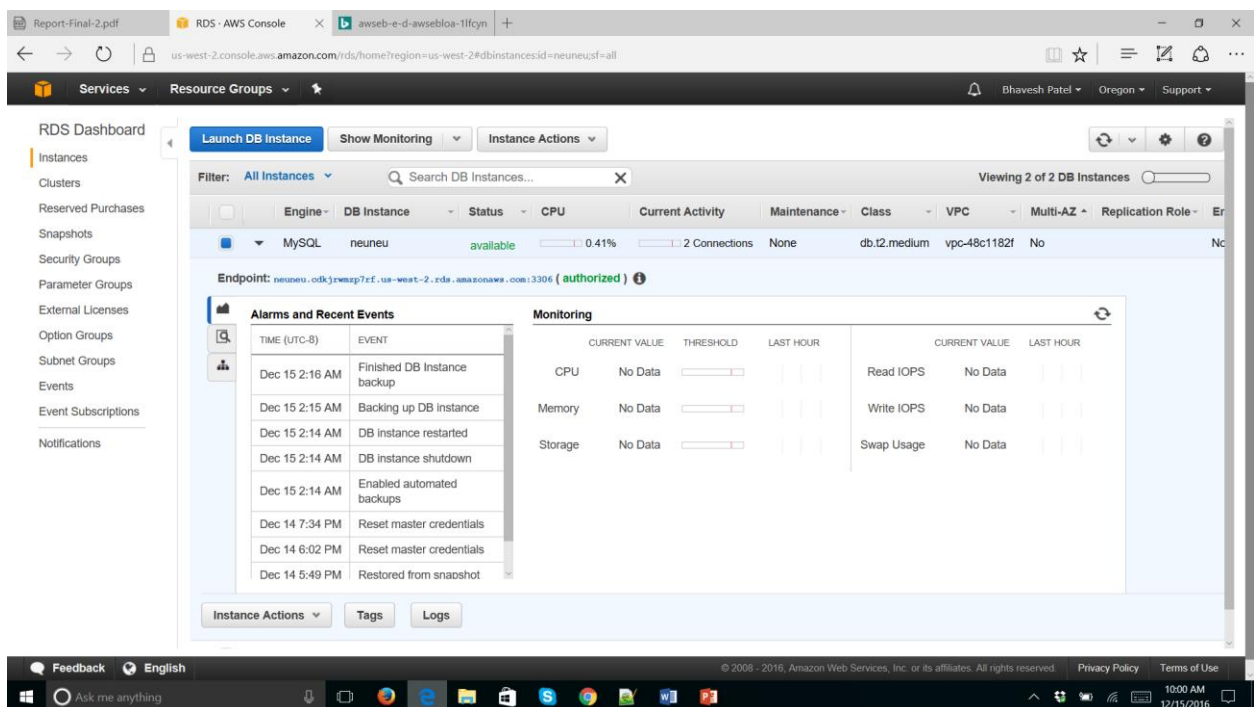 Report-Final-2.pdf RDS · AWS Console awseb-e-d-awsebloa-1lfcyn
us-west-2.console.aws.amazon.com/rds/home?region=us-west-2#dbinstances:id=neuneu;sf=all
Services Resource Groups Bhavesh Patel Oregon Support
RDS Dashboard
Instances
Clusters
Reserved Purchases
Snapshots
Security Groups
Parameter Groups
External Licenses
Option Groups
Subnet Groups
Events
Event Subscriptions
Notifications
Launch DB Instance Show Monitoring Instance Actions
Filter: All Instances Search DB Instances... Viewing 2 of 2 DB Instances
Engine DB Instance Status CPU Current Activity Maintenance Class VPC Multi-AZ Replication Role Er
MySQL neuneu available 0.41% 2 Connections None db.t2.medium vpc-48c1182f No Nc
Endpoint: neuneu.cdkjrwmzp7rf.us-west-2.rds.amazonaws.com:3306 ( authorized )
Alarms and Recent Events
TIME (UTC-8) EVENT
Dec 15 2:16 AM Finished DB Instance
backup
Dec 15 2:15 AM Backing up DB instance
Dec 15 2:14 AM DB instance restarted
Dec 15 2:14 AM DB instance shutdown
Dec 15 2:14 AM Enabled automated
backups
Dec 14 7:34 PM Reset master credentials
Dec 14 6:02 PM Reset master credentials
Dec 14 5:49 PM Restored from snapshot
Monitoring
CURRENT VALUE THRESHOLD LAST HOUR CURRENT VALUE LAST HOUR
CPU No Data Read IOPS No Data
Memory No Data Write IOPS No Data
Storage No Data Swap Usage No Data
Instance Actions Tags Logs
Feedback English © 2008 - 2016, Amazon Web Services, Inc. or its affiliates. All rights reserved. Privacy Policy Terms of Use
Ask me anything 10:00 AM
12/15/2016